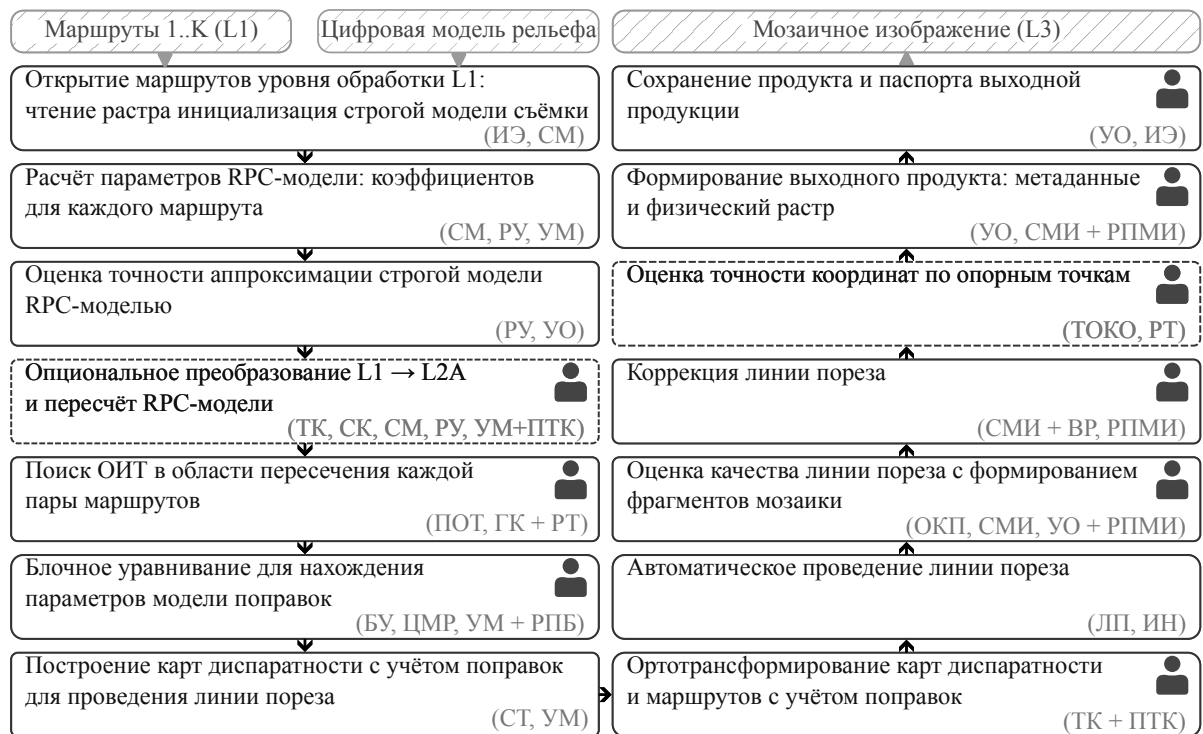 Маршруты 1..K (L1)
Цифровая модель рельефа
Открытие маршрутов уровня обработки L1:
чтение растра инициализация строгой модели съёмки
(ИЭ, СМ)
Расчёт параметров RPC-модели: коэффициентов
для каждого маршрута
(СМ, РУ, УМ)
Оценка точности аппроксимации строгой модели
RPC-моделью
(РУ, УО)
Опциональное преобразование L1 → L2A
и пересчёт RPC-модели
(ТК, СК, СМ, РУ, УМ+ПТК)
Поиск ОИТ в области пересечения каждой
пары маршрутов
(ПОТ, ГК + РТ)
Блочное уравнивание для нахождения
параметров модели поправок
(БУ, ЦМР, УМ + РПБ)
Построение карт диспаратности с учётом поправок
для проведения линии пореза
(СТ, УМ)
Мозаичное изображение (L3)
Сохранение продукта и паспорта выходной
продукции
(УО, ИЭ)
Формирование выходного продукта: метаданные
и физический растр
(УО, СМИ + РПМИ)
Оценка точности координат по опорным точкам
(ТОКО, РТ)
Коррекция линии пореза
(СМИ + ВР, РПМИ)
Оценка качества линии пореза с формированием
фрагментов мозаики
(ОКП, СМИ, УО + РПМИ)
Автоматическое проведение линии пореза
(ЛП, ИН)
Ортотрансформирование карт диспаратности
и маршрутов с учётом поправок
(ТК + ПТК)